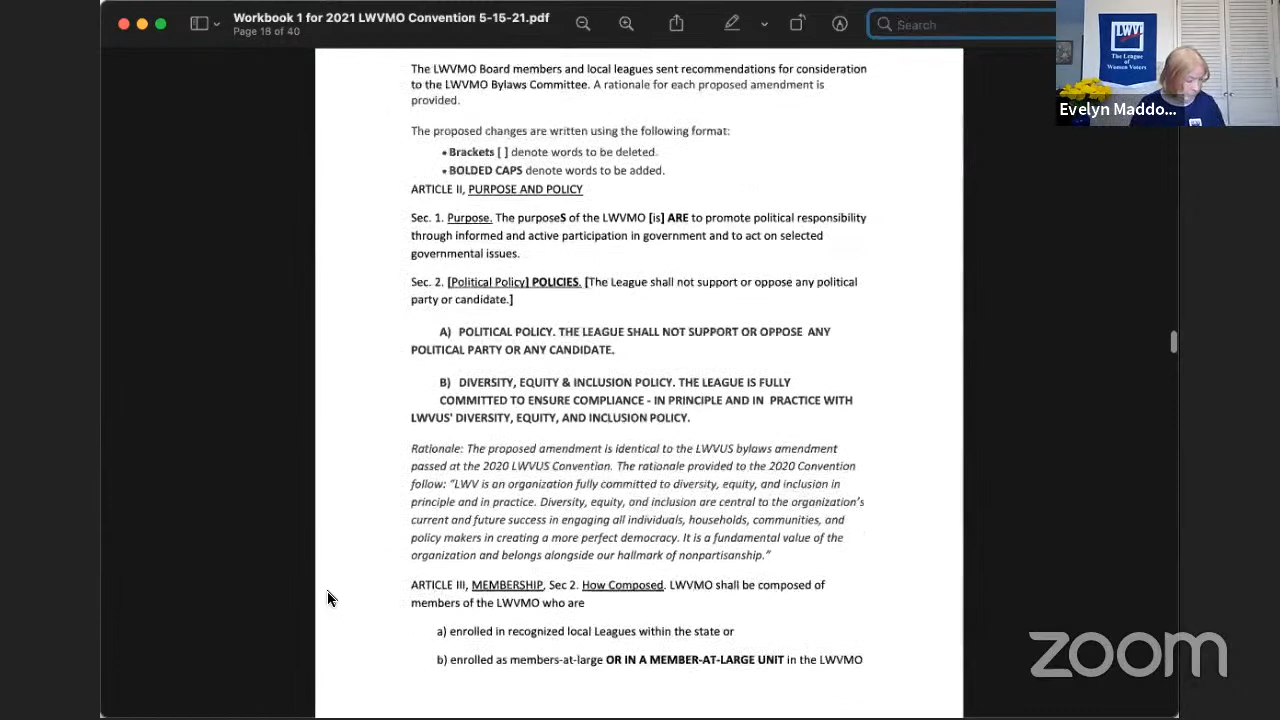 Workbook 1 for 2021 LWVMO Convention 5-15-21.pdf
Page 18 of 40
Search
LWV
The League
of
Women Voters
Evelyn Maddo...
The LWVMO Board members and local leagues sent recommendations for consideration
to the LWVMO Bylaws Committee. A rationale for each proposed amendment is
provided.
The proposed changes are written using the following format:
• Brackets [ ] denote words to be deleted.
• BOLDED CAPS denote words to be added.
ARTICLE II, PURPOSE AND POLICY
Sec. 1. Purpose. The purposeS of the LWVMO [is] ARE to promote political responsibility
through informed and active participation in government and to act on selected
governmental issues.
Sec. 2. [Political Policy] POLICIES. [The League shall not support or oppose any political
party or candidate.]
A) POLITICAL POLICY. THE LEAGUE SHALL NOT SUPPORT OR OPPOSE ANY
POLITICAL PARTY OR ANY CANDIDATE.
B) DIVERSITY, EQUITY & INCLUSION POLICY. THE LEAGUE IS FULLY
COMMITTED TO ENSURE COMPLIANCE - IN PRINCIPLE AND IN PRACTICE WITH
LWVUS' DIVERSITY, EQUITY, AND INCLUSION POLICY.
Rationale: The proposed amendment is identical to the LWVUS bylaws amendment
passed at the 2020 LWVUS Convention. The rationale provided to the 2020 Convention
follow: “LWV is an organization fully committed to diversity, equity, and inclusion in
principle and in practice. Diversity, equity, and inclusion are central to the organization’s
current and future success in engaging all individuals, households, communities, and
policy makers in creating a more perfect democracy. It is a fundamental value of the
organization and belongs alongside our hallmark of nonpartisanship.”
ARTICLE III, MEMBERSHIP, Sec 2. How Composed. LWVMO shall be composed of
members of the LWVMO who are
a) enrolled in recognized local Leagues within the state or
b) enrolled as members-at-large OR IN A MEMBER-AT-LARGE UNIT in the LWVMO
zoom